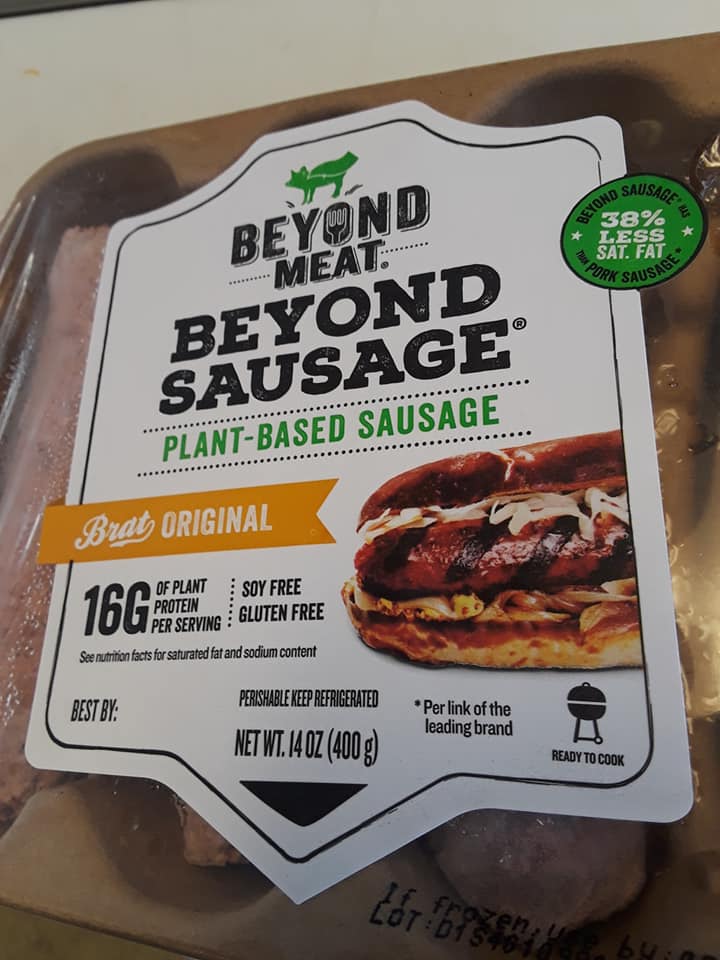 BEYOND
MEAT®
BEYOND
SAUSAGE®
PLANT-BASED SAUSAGE
BEYOND SAUSAGE® HAS
38%
LESS
SAT. FAT
THAN PORK SAUSAGE*
Brat ORIGINAL
16G OF PLANT
PROTEIN
PER SERVING
SOY FREE
GLUTEN FREE
See nutrition facts for saturated fat and sodium content
BEST BY:
PERISHABLE KEEP REFRIGERATED
NET WT. 14 OZ (400 g)
* Per link of the
leading brand
READY TO COOK
If frozen, use by
LOT: